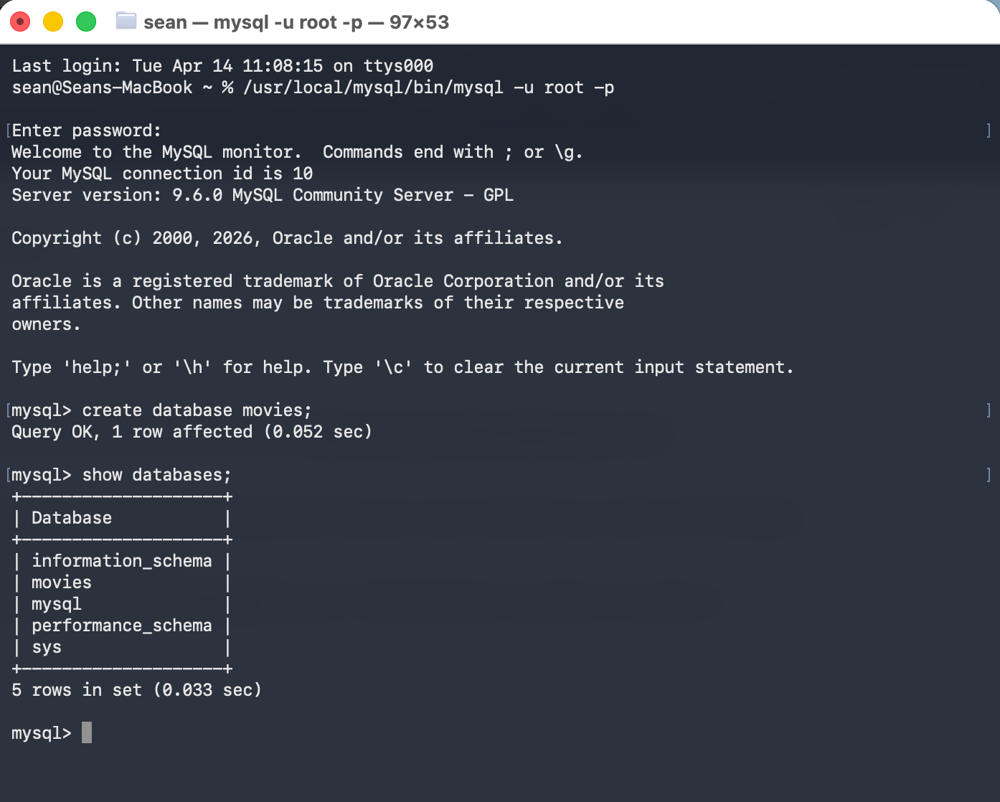 sean — mysql -u root -p — 97×53
Last login: Tue Apr 14 11:08:15 on ttys000
sean@Seans-MacBook ~ % /usr/local/mysql/bin/mysql -u root -p
[Enter password: ]
Welcome to the MySQL monitor.  Commands end with ; or \g.
Your MySQL connection id is 10
Server version: 9.6.0 MySQL Community Server - GPL
Copyright (c) 2000, 2026, Oracle and/or its affiliates.
Oracle is a registered trademark of Oracle Corporation and/or its
affiliates. Other names may be trademarks of their respective
owners.
Type 'help;' or '\h' for help. Type '\c' to clear the current input statement.
[mysql> create database movies; ]
Query OK, 1 row affected (0.052 sec)
[mysql> show databases; ]
+--------------------+
| Database           |
+--------------------+
| information_schema |
| movies             |
| mysql              |
| performance_schema |
| sys                |
+--------------------+
5 rows in set (0.033 sec)
mysql>